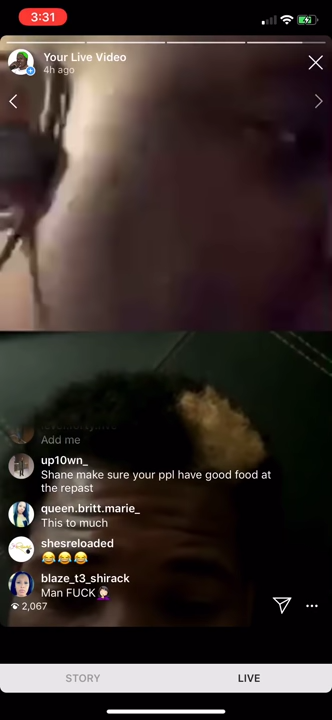 3:31
Your Live Video
4h ago
Add me
up10wn_
Shane make sure your ppl have good food at
the repast
queen.britt.marie_
This to much
shesreloaded
😂😂😂
blaze_t3_shirack
Man FUCK🤦🏻‍♀️
2,067
STORY
LIVE